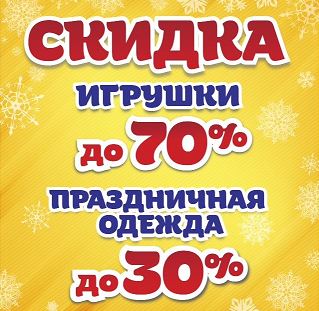 СКИДКА
ИГРУШКИ
до 70%
ПРАЗДНИЧНАЯ
ОДЕЖДА
до 30%